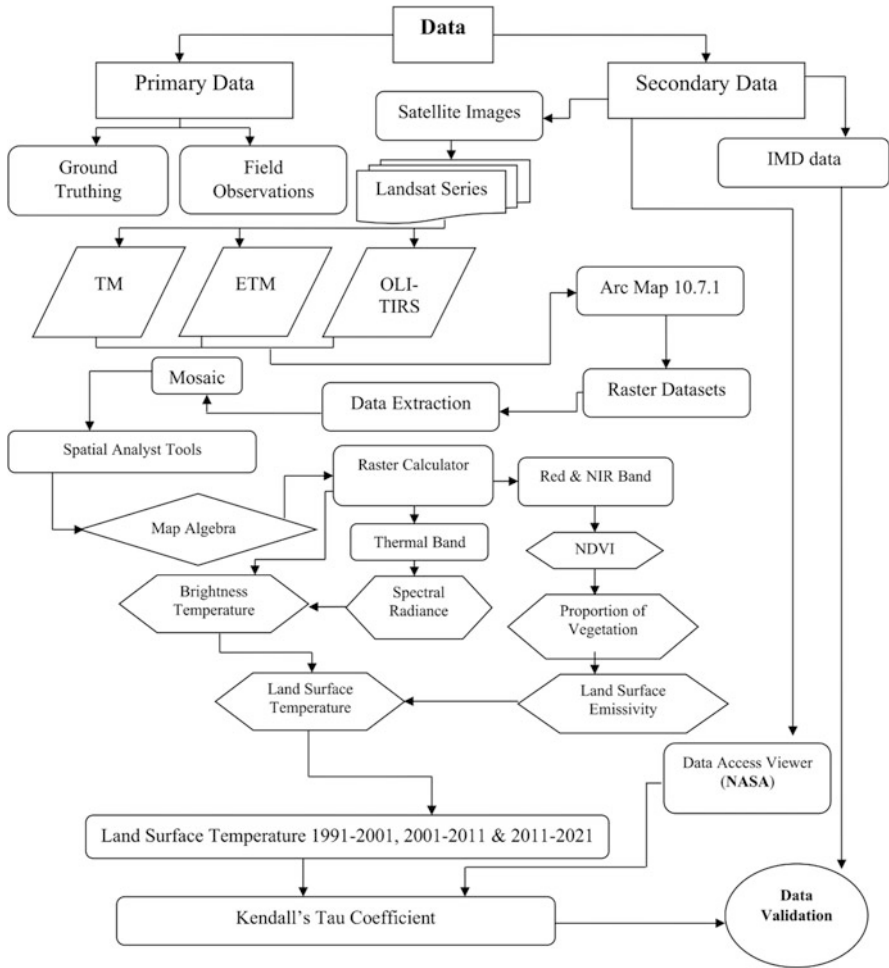 Data
Primary Data
Secondary Data
Satellite Images
Ground
Truthing
Field
Observations
Landsat Series
IMD data
TM
ETM
OLI-
TIRS
Arc Map 10.7.1
Mosaic
Data Extraction
Raster Datasets
Spatial Analyst Tools
Raster Calculator
Red & NIR Band
Map Algebra
Thermal Band
NDVI
Brightness
Temperature
Spectral
Radiance
Proportion of
Vegetation
Land Surface
Temperature
Land Surface
Emissivity
Data Access Viewer
(NASA)
Land Surface Temperature 1991-2001, 2001-2011 & 2011-2021
Kendall's Tau Coefficient
Data
Validation